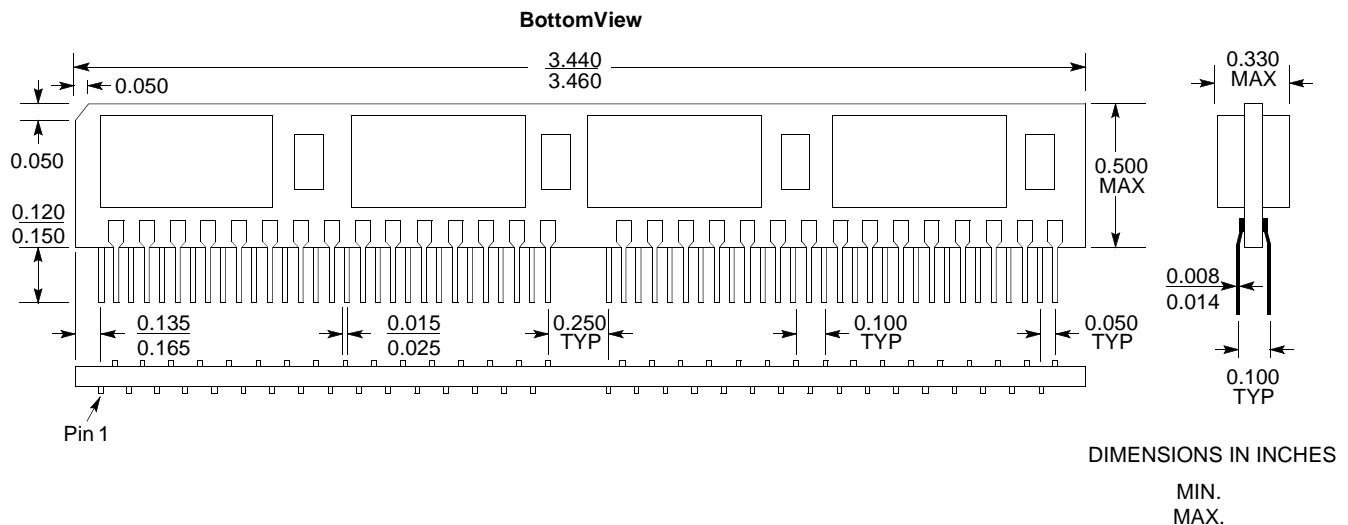 BottomView
3.440
3.460
0.050
0.330
MAX
0.050
0.500
MAX
0.120
0.150
0.008
0.014
0.135
0.165
0.015
0.025
0.250
TYP
0.100
TYP
0.050
TYP
0.100
TYP
Pin 1
DIMENSIONS IN INCHES
MIN.
MAX.